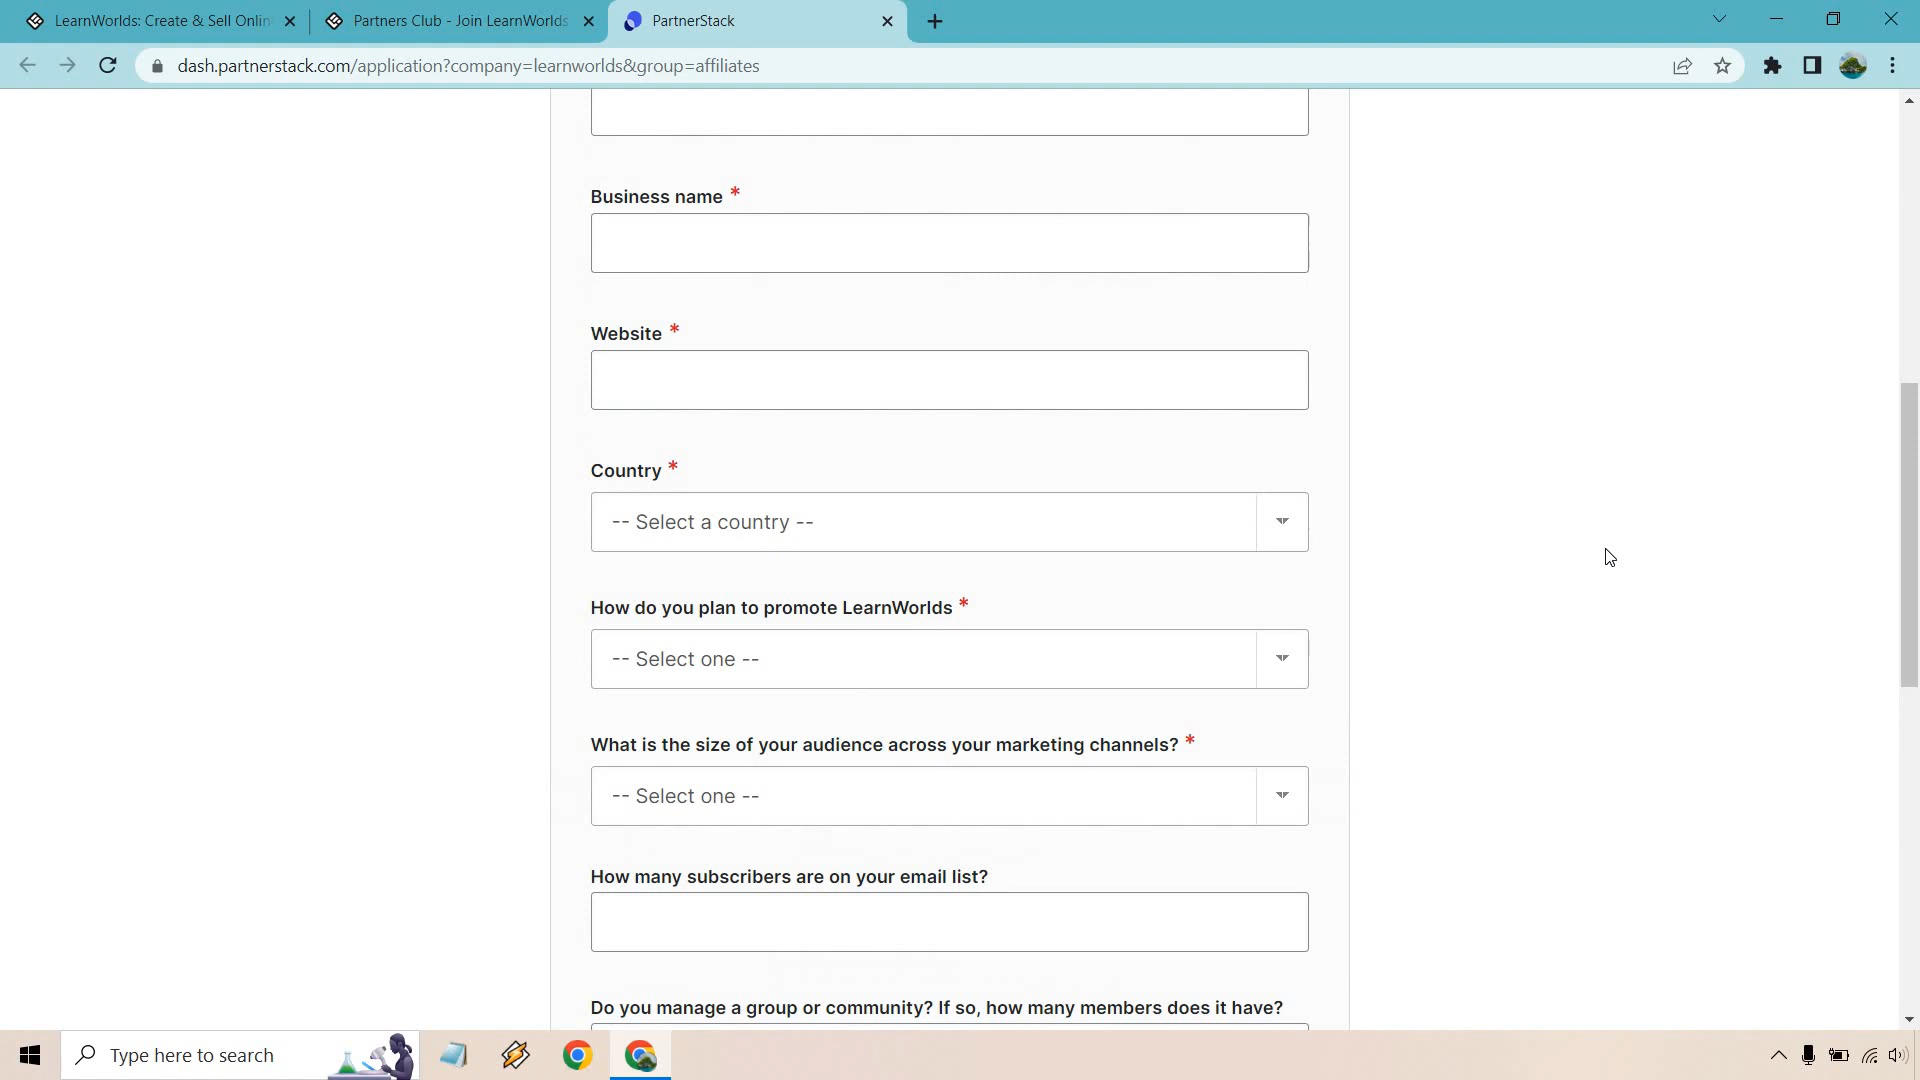 LearnWorlds: Create & Sell Onlin
Partners Club - Join LearnWorlds
PartnerStack
dash.partnerstack.com/application?company=learnworlds&group=affiliates
Business name *
Website *
Country *
-- Select a country --
How do you plan to promote LearnWorlds *
-- Select one --
What is the size of your audience across your marketing channels? *
-- Select one --
How many subscribers are on your email list?
Do you manage a group or community? If so, how many members does it have?
Type here to search